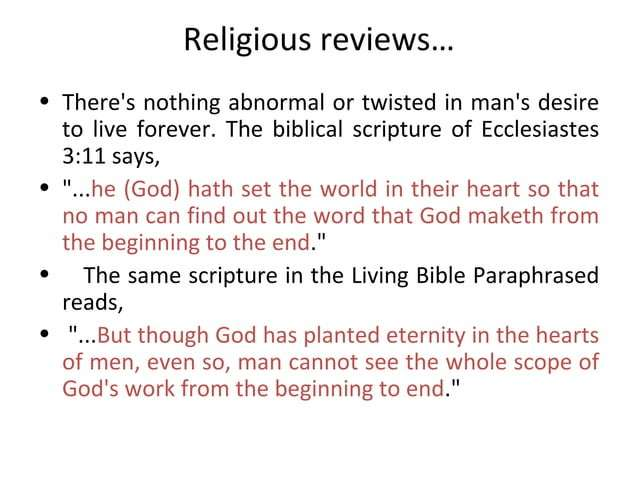 Religious reviews…
• There's nothing abnormal or twisted in man's desire
to live forever. The biblical scripture of Ecclesiastes
3:11 says,
• "...he (God) hath set the world in their heart so that
no man can find out the word that God maketh from
the beginning to the end."
• The same scripture in the Living Bible Paraphrased
reads,
• "...But though God has planted eternity in the hearts
of men, even so, man cannot see the whole scope of
God's work from the beginning to end."